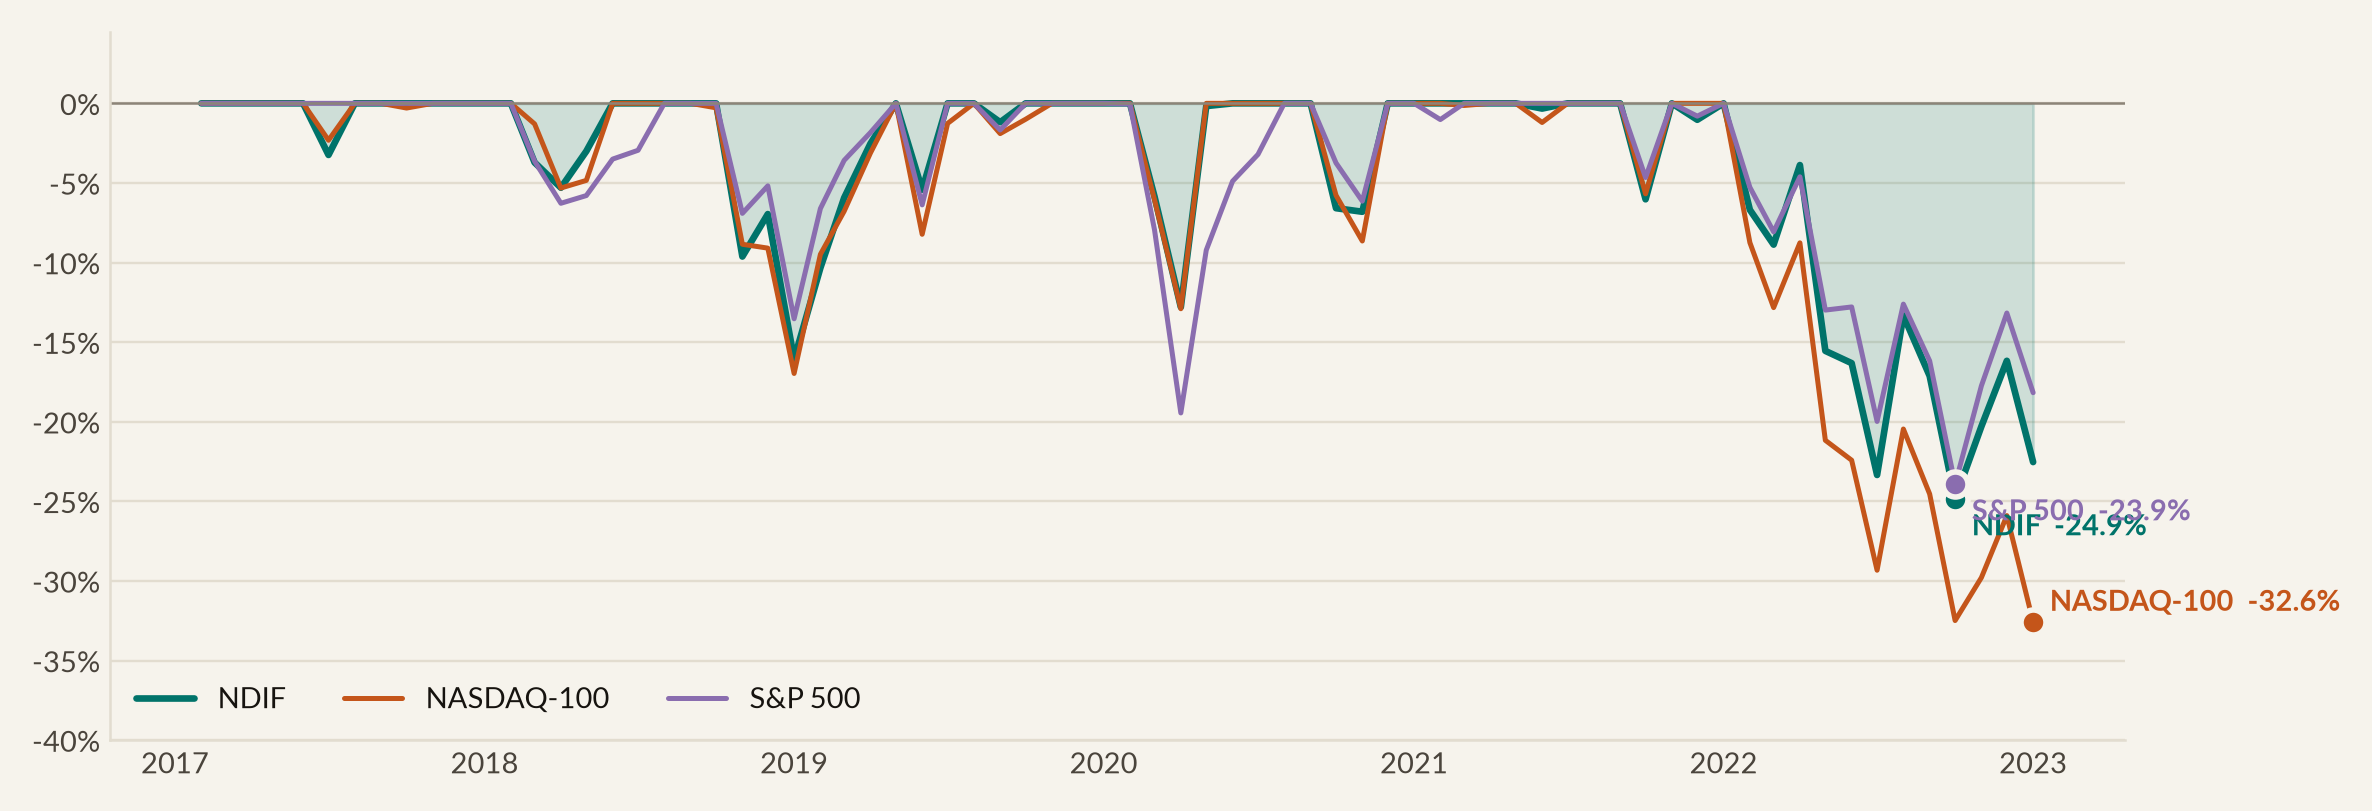 0%
-5%
-10%
-15%
-20%
-25%
-30%
-35%
-40%
S&P 500 -23.9%
NDIF -24.9%
NASDAQ-100 -32.6%
NDIF NASDAQ-100 S&P 500
2017 2018 2019 2020 2021 2022 2023